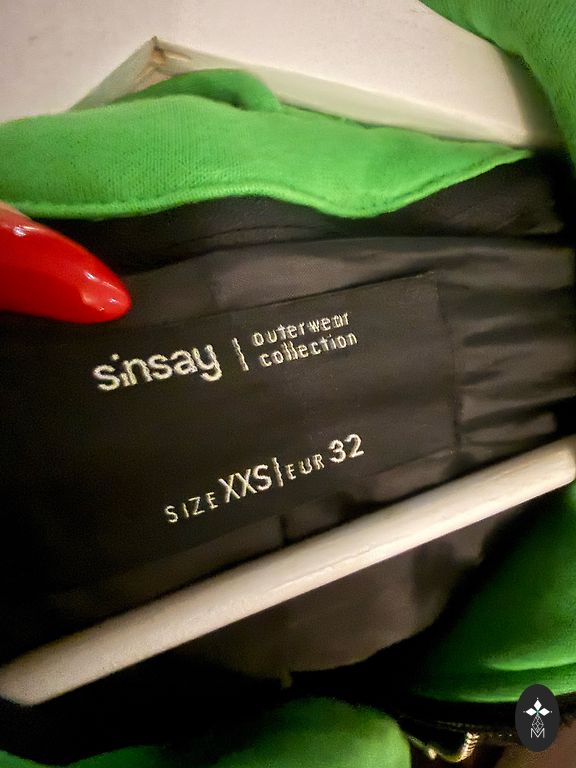 sinsay | outerwear
collection
SIZE XXS | EUR 32
M